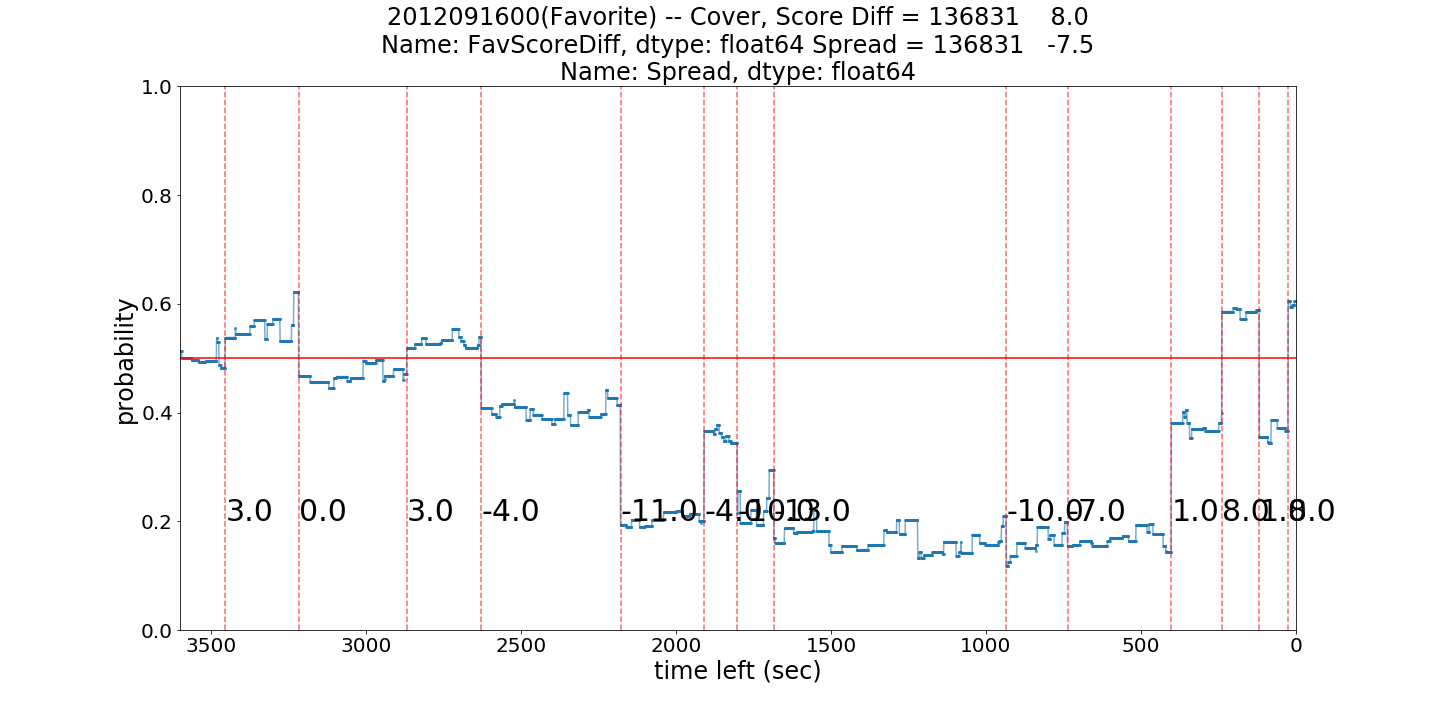 2012091600(Favorite) -- Cover, Score Diff = 136831    8.0
Name: FavScoreDiff, dtype: float64 Spread = 136831   -7.5
Name: Spread, dtype: float64
1.0
0.8
0.6
0.4
0.2
0.0
probability
3.0 0.0 3.0 -4.0 -11.0 -4.0 -10.0 -13.0 -10.0 -7.0 1.0 8.0 1.0 8.0
3500 3000 2500 2000 1500 1000 500 0
time left (sec)